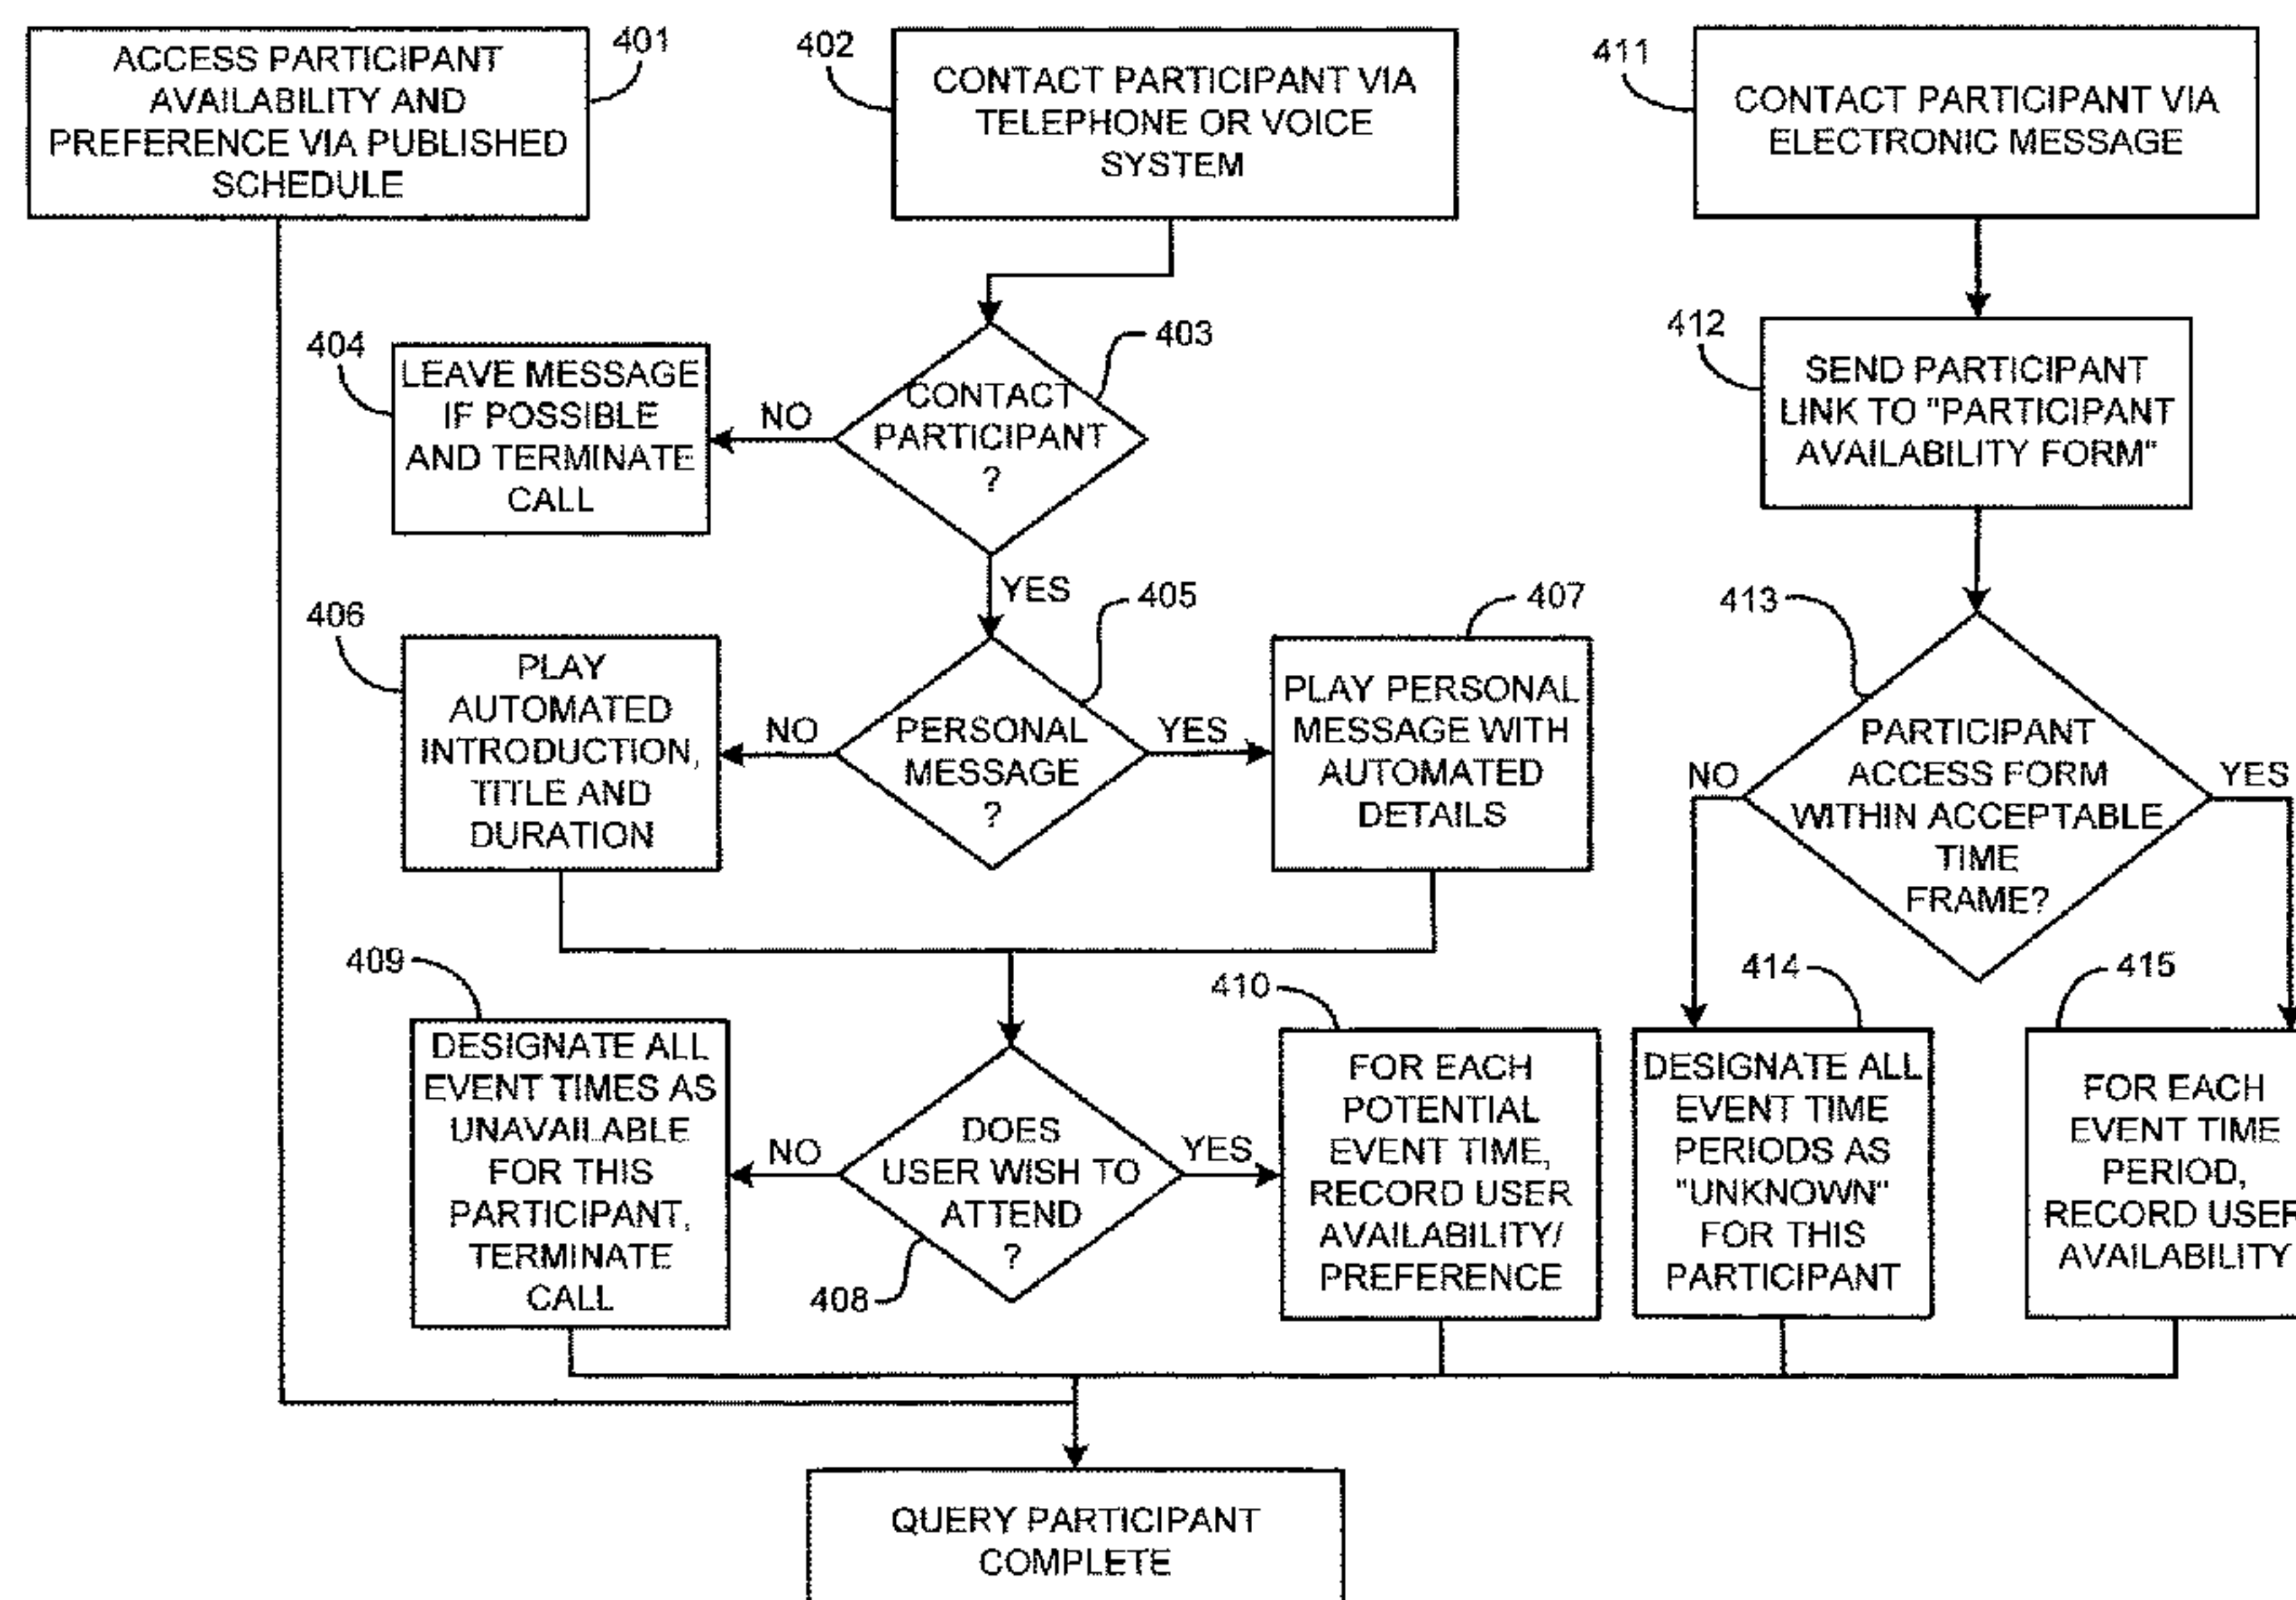 ACCESS PARTICIPANT
AVAILABILITY AND
PREFERENCE VIA PUBLISHED
SCHEDULE
401
402
CONTACT PARTICIPANT VIA
TELEPHONE OR VOICE
SYSTEM
411
CONTACT PARTICIPANT VIA
ELECTRONIC MESSAGE
404
LEAVE MESSAGE
IF POSSIBLE
AND TERMINATE
CALL
NO
CONTACT
PARTICIPANT
?
403
412
SEND PARTICIPANT
LINK TO "PARTICIPANT
AVAILABILITY FORM"
YES
406
PLAY
AUTOMATED
INTRODUCTION,
TITLE AND
DURATION
NO
PERSONAL
MESSAGE
?
405
YES
407
PLAY PERSONAL
MESSAGE WITH
AUTOMATED
DETAILS
413
NO
PARTICIPANT
ACCESS FORM
WITHIN ACCEPTABLE
TIME
FRAME?
YES
409
DESIGNATE ALL
EVENT TIMES AS
UNAVAILABLE
FOR THIS
PARTICIPANT,
TERMINATE
CALL
NO
DOES
USER WISH TO
ATTEND
?
408
YES
410
FOR EACH
POTENTIAL
EVENT TIME,
RECORD USER
AVAILABILITY/
PREFERENCE
414
DESIGNATE ALL
EVENT TIME
PERIODS AS
"UNKNOWN"
FOR THIS
PARTICIPANT
415
FOR EACH
EVENT TIME
PERIOD,
RECORD USER
AVAILABILITY
QUERY PARTICIPANT
COMPLETE